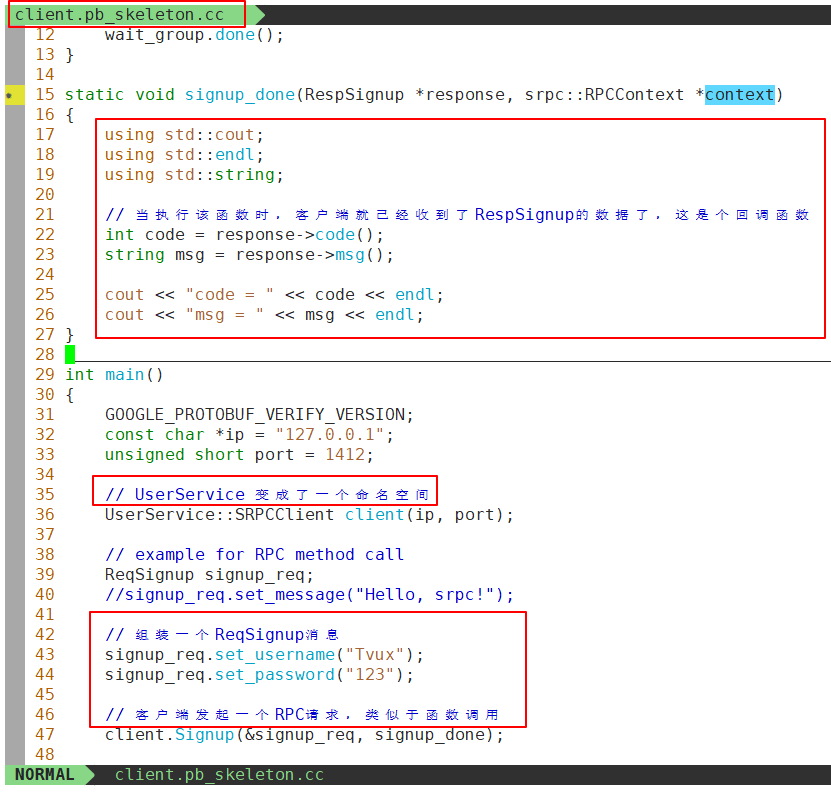 client.pb_skeleton.cc
12     wait_group.done();
13 }
14
15 static void signup_done(RespSignup *response, srpc::RPCContext *context)
16 {
17     using std::cout;
18     using std::endl;
19     using std::string;
20
21     // 当执行该函数时，客户端就已经收到了RespSignup的数据了，这是个回调函数
22     int code = response->code();
23     string msg = response->msg();
24
25     cout << "code = " << code << endl;
26     cout << "msg = " << msg << endl;
27 }
28
29 int main()
30 {
31     GOOGLE_PROTOBUF_VERIFY_VERSION;
32     const char *ip = "127.0.0.1";
33     unsigned short port = 1412;
34
35     // UserService 变成了一个命名空间
36     UserService::SRPCClient client(ip, port);
37
38     // example for RPC method call
39     ReqSignup signup_req;
40     //signup_req.set_message("Hello, srpc!");
41
42     // 组装一个ReqSignup消息
43     signup_req.set_username("Tvux");
44     signup_req.set_password("123");
45
46     // 客户端发起一个RPC请求，类似于函数调用
47     client.Signup(&signup_req, signup_done);
48
NORMAL client.pb_skeleton.cc